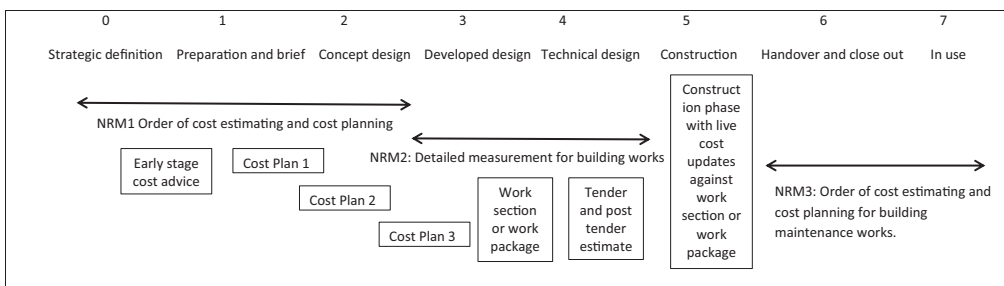 0 1 2 3 4 5 6 7
Strategic definition Preparation and brief Concept design Developed design Technical design Construction Handover and close out In use
NRM1 Order of cost estimating and cost planning
Early stage
cost advice
Cost Plan 1
Cost Plan 2
Cost Plan 3
NRM2: Detailed measurement for building works
Work
section
or work
package
Tender
and post
tender
estimate
Construct
ion phase
with live
cost
updates
against
work
section or
work
package
NRM3: Order of cost estimating and
cost planning for building
maintenance works.